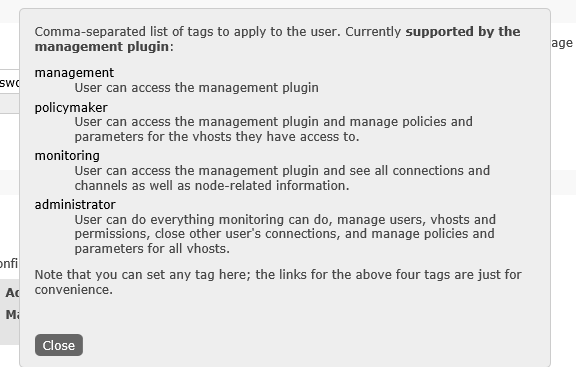 Comma-separated list of tags to apply to the user. Currently supported by the
management plugin:
management
User can access the management plugin
policymaker
User can access the management plugin and manage policies and
parameters for the vhosts they have access to.
monitoring
User can access the management plugin and see all connections and
channels as well as node-related information.
administrator
User can do everything monitoring can do, manage users, vhosts and
permissions, close other user's connections, and manage policies and
parameters for all vhosts.
Note that you can set any tag here; the links for the above four tags are just for
convenience.
Close